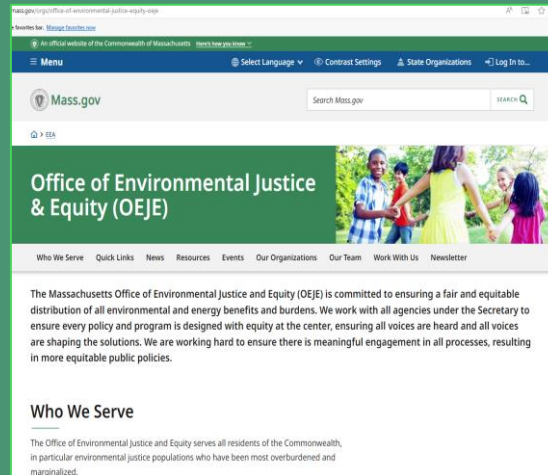 mass.gov/orgs/office-of-environmental-justice-equity-oeje
favorites bar. Manage favorites now
An official website of the Commonwealth of Massachusetts Here's how you know
Menu Select Language Contrast Settings State Organizations Log In to...
Mass.gov Search Mass.gov SEARCH
> EEA
Office of Environmental Justice
& Equity (OEJE)
Who We Serve Quick Links News Resources Events Our Organizations Our Team Work With Us Newsletter
The Massachusetts Office of Environmental Justice and Equity (OEJE) is committed to ensuring a fair and equitable
distribution of all environmental and energy benefits and burdens. We work with all agencies under the Secretary to
ensure every policy and program is designed with equity at the center, ensuring all voices are heard and all voices
are shaping the solutions. We are working hard to ensure there is meaningful engagement in all processes, resulting
in more equitable public policies.
Who We Serve
The Office of Environmental Justice and Equity serves all residents of the Commonwealth,
in particular environmental justice populations who have been most overburdened and
marginalized.